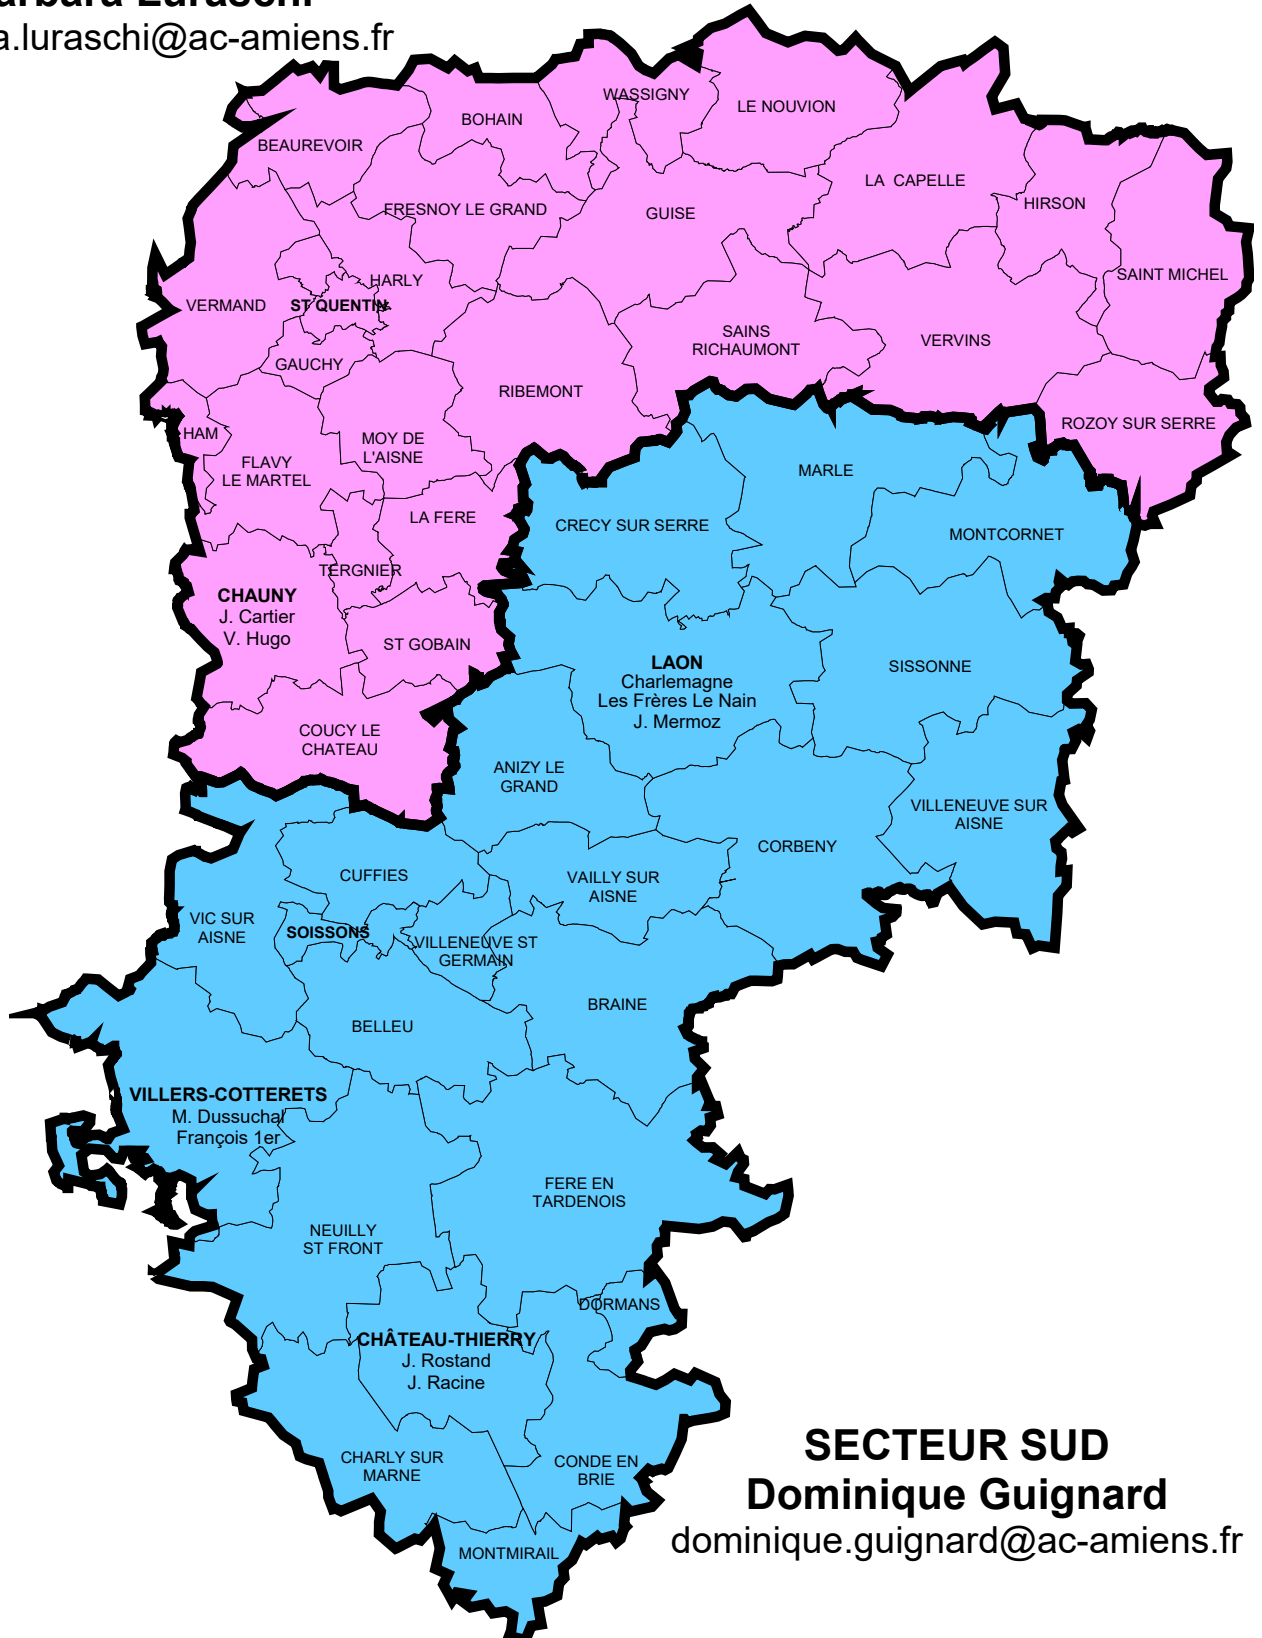 a.luraschi@ac-amiens.fr
WASSIGNY
LE NOUVION
BOHAIN
BEAUREVOIR
LA CAPELLE
HIRSON
FRESNOY LE GRAND
GUISE
SAINT MICHEL
HARLY
VERMAND
ST QUENTIN
SAINS
RICHAUMONT
VERVINS
GAUCHY
RIBEMONT
ROZOY SUR SERRE
HAM
MOY DE
L'AISNE
FLAVY
LE MARTEL
MARLE
LA FERE
CRECY SUR SERRE
MONTCORNET
TERGNIER
CHAUNY
J. Cartier
V. Hugo
ST GOBAIN
LAON
Charlemagne
Les Frères Le Nain
J. Mermoz
SISSONNE
COUCY LE
CHATEAU
ANIZY LE
GRAND
VILLENEUVE SUR
AISNE
CORBENY
CUFFIES
VAILLY SUR
AISNE
VIC SUR
AISNE
SOISSONS
VILLENEUVE ST
GERMAIN
BRAINE
BELLEU
VILLERS-COTTERETS
M. Dussuchal
François 1er
FERE EN
TARDENOIS
NEUILLY
ST FRONT
DORMANS
CHÂTEAU-THIERRY
J. Rostand
J. Racine
CHARLY SUR
MARNE
CONDE EN
BRIE
MONTMIRAIL
SECTEUR SUD
Dominique Guignard
dominique.guignard@ac-amiens.fr